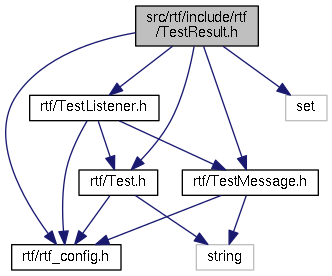 src/rtf/include/rtf
/TestResult.h
rtf/TestListener.h
set
rtf/Test.h
rtf/TestMessage.h
rtf/rtf_config.h
string